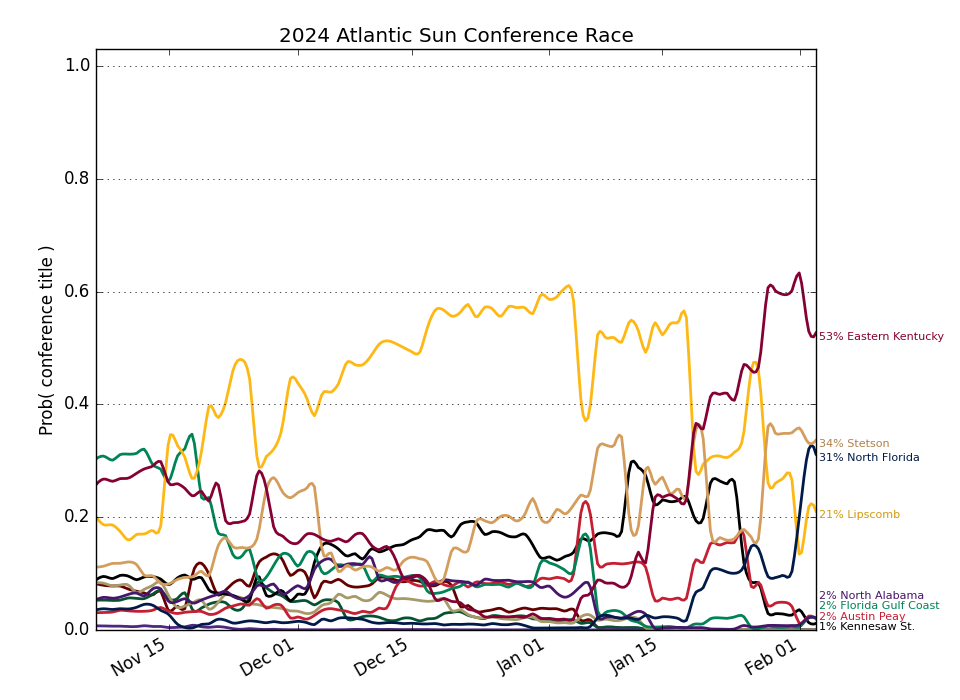 2024 Atlantic Sun Conference Race
Prob( conference title )
1.0
0.8
0.6
0.4
0.2
0.0
Nov 15
Dec 01
Dec 15
Jan 01
Jan 15
Feb 01
53% Eastern Kentucky
34% Stetson
31% North Florida
21% Lipscomb
2% North Alabama
2% Florida Gulf Coast
2% Austin Peay
1% Kennesaw St.